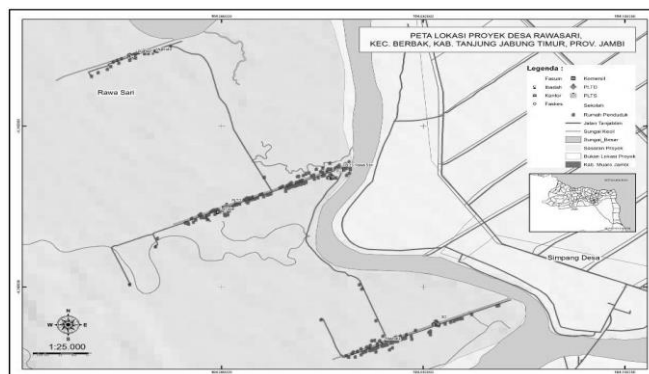 PETA LOKASI PROYEK DESA RAWASARI,
KEC. BERBAK, KAB. TANJUNG JABUNG TIMUR, PROV. JAMBI
Legenda :
Fasum
Ibadah
Kantor
Faskes
Komersil
PLTD
PLTS
Sekolah
Rumah Penduduk
Jalan Tanjabtim
Sungai Kecil
Sungai_Besar
Kawasan Proyek
Bukan Lokasi Proyek
Kab. Muaro Jambi
Rawa Sari
Simpang Desa
N
W
E
S
1:25.000